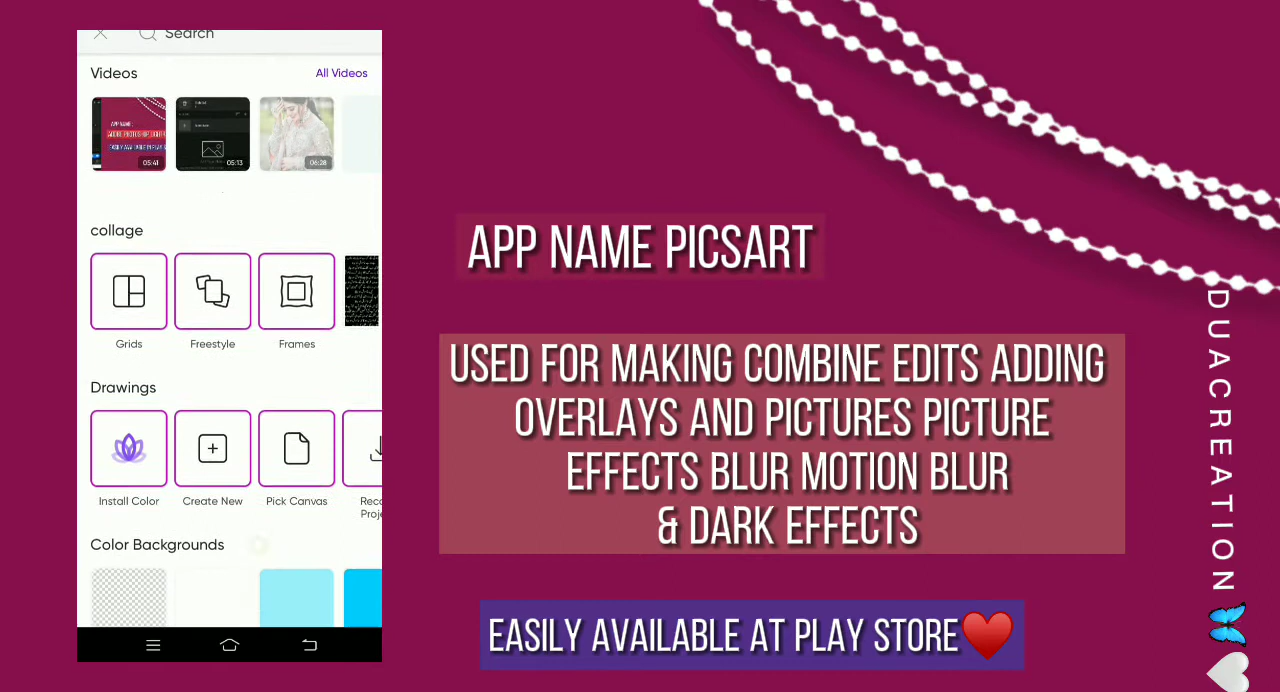 Search
Videos
All Videos
05:41
05:13
06:28
collage
Grids
Freestyle
Frames
Drawings
Install Color
Create New
Pick Canvas
Color Backgrounds
APP NAME PICSART
USED FOR MAKING COMBINE EDITS ADDING
OVERLAYS AND PICTURES PICTURE
EFFECTS BLUR MOTION BLUR
& DARK EFFECTS
EASILY AVAILABLE AT PLAY STORE❤️
DUACREATION🦋🤍